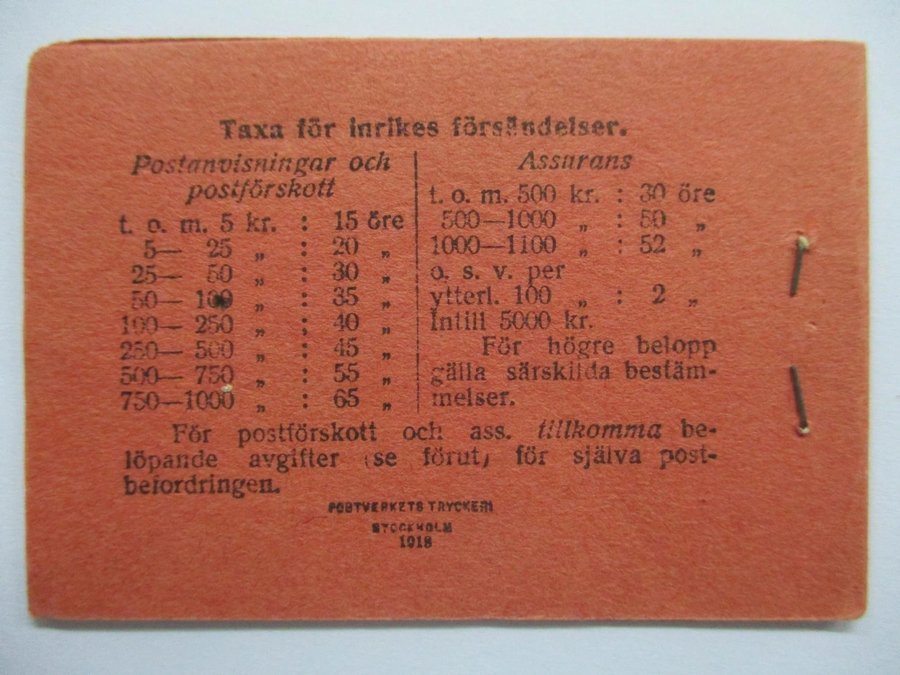 Taxa för inrikes försändelser.
Postanvisningar och
postförskott
t. o. m. 5 kr. : 15 öre
5— 25 „ : 20 „
25— 50 „ : 30 „
50— 100 „ : 35 „
100— 250 „ : 40 „
250— 500 „ : 45 „
500— 750 „ : 55 „
750—1000 „ : 65 „
Assurans
t. o. m. 500 kr. : 30 öre
500—1000 „ : 50 „
1000—1100 „ : 52 „
o. s. v. per
ytterl. 100 „ : 2 „
intill 5000 kr.
För högre belopp
gälla särskilda bestäm-
melser.
För postförskott och ass. tillkomma be-
löpande avgifter (se förut) för själva post-
befordringen.
POSTVERKETS TRYCKERI
STOCKHOLM
1918